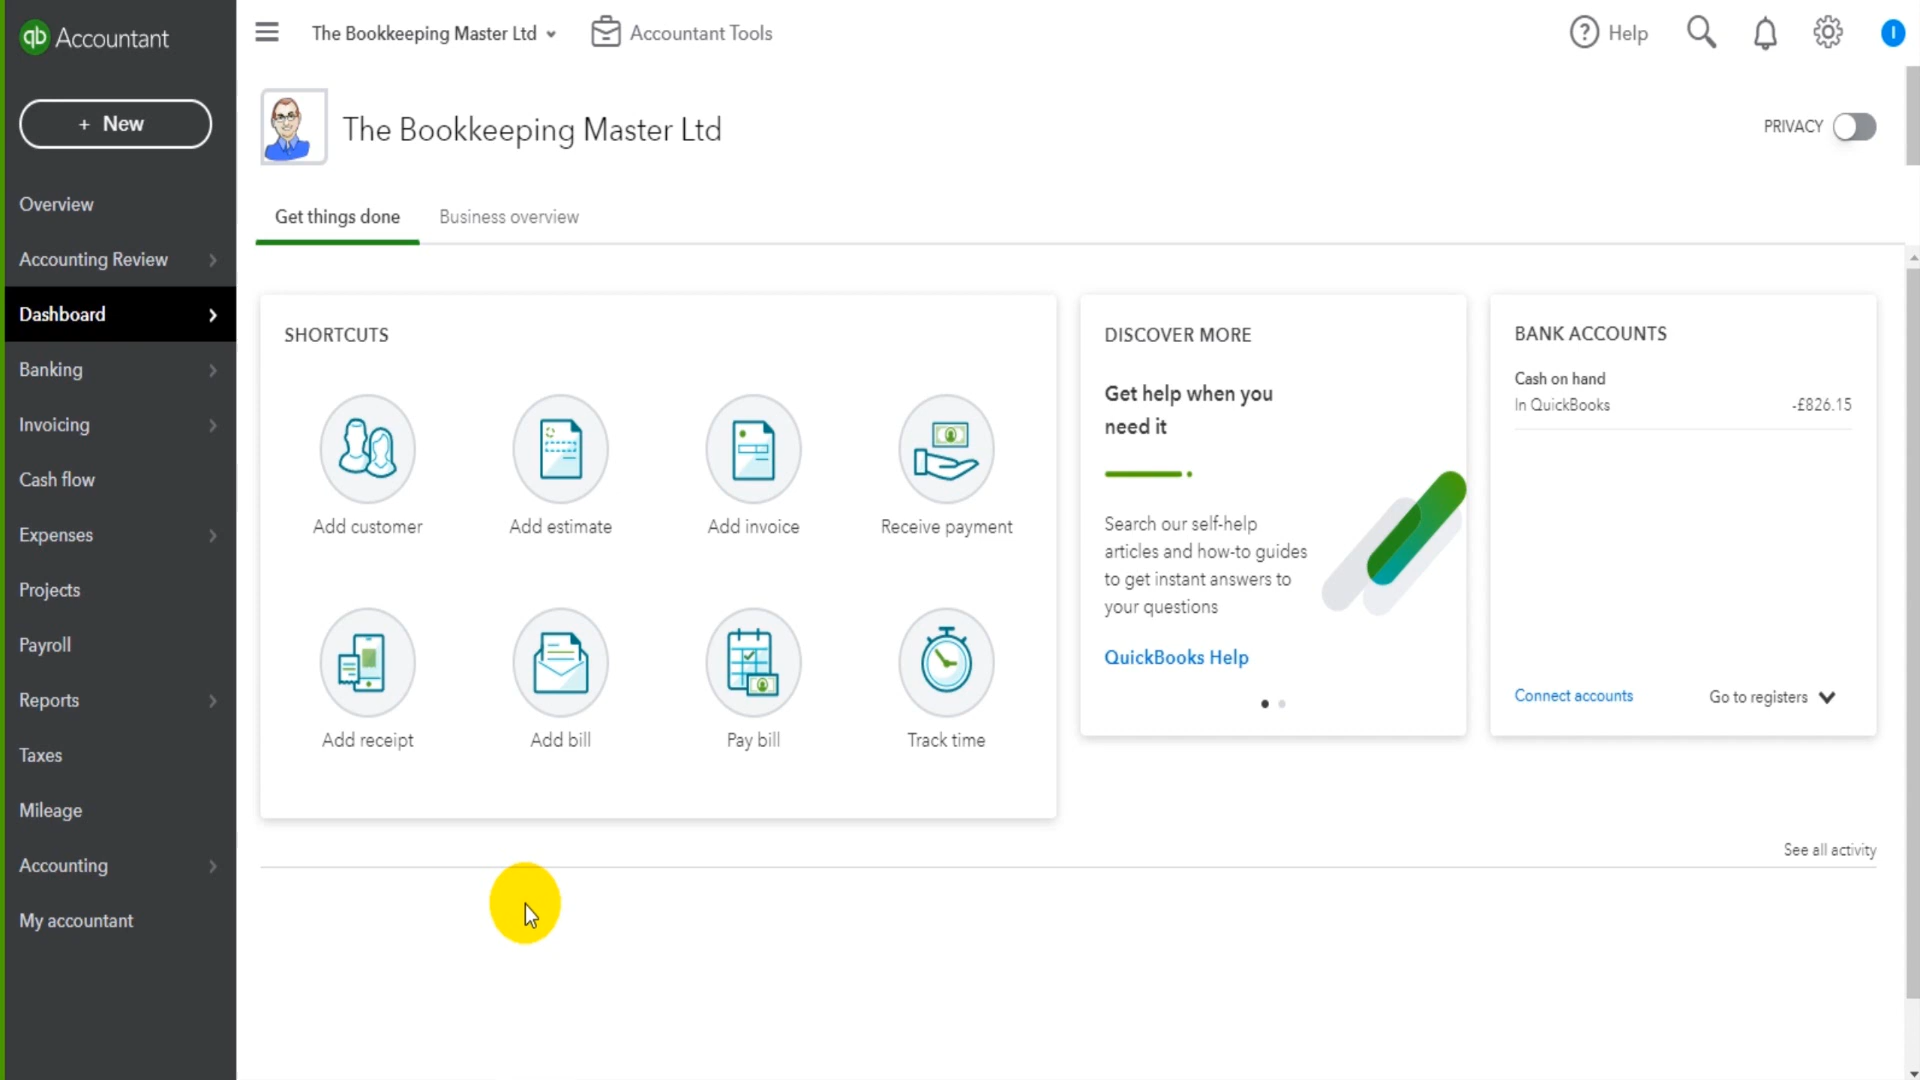 qb Accountant
The Bookkeeping Master Ltd
Accountant Tools
Help
I
+ New
The Bookkeeping Master Ltd
PRIVACY
Overview
Accounting Review
Dashboard
Banking
Invoicing
Cash flow
Expenses
Projects
Payroll
Reports
Taxes
Mileage
Accounting
My accountant
Get things done
Business overview
SHORTCUTS
Add customer
Add estimate
Add invoice
Receive payment
Add receipt
Add bill
Pay bill
Track time
DISCOVER MORE
Get help when you
need it
Search our self-help
articles and how-to guides
to get instant answers to
your questions
QuickBooks Help
BANK ACCOUNTS
Cash on hand
In QuickBooks
-£826.15
Connect accounts
Go to registers
See all activity